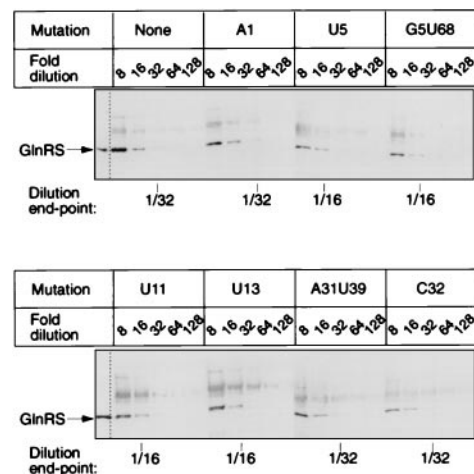 Mutation None A1 U5 G5U68
Fold dilution 8 16 32 64 128 8 16 32 64 128 8 16 32 64 128 8 16 32 64 128
GlnRS
Dilution end-point: 1/32 1/32 1/16 1/16
Mutation U11 U13 A31U39 C32
Fold dilution 8 16 32 64 128 8 16 32 64 128 8 16 32 64 128 8 16 32 64 128
GlnRS
Dilution end-point: 1/16 1/16 1/32 1/32